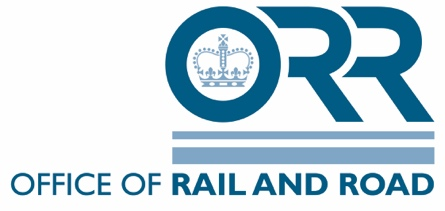 ORR
OFFICE OF RAIL AND ROAD